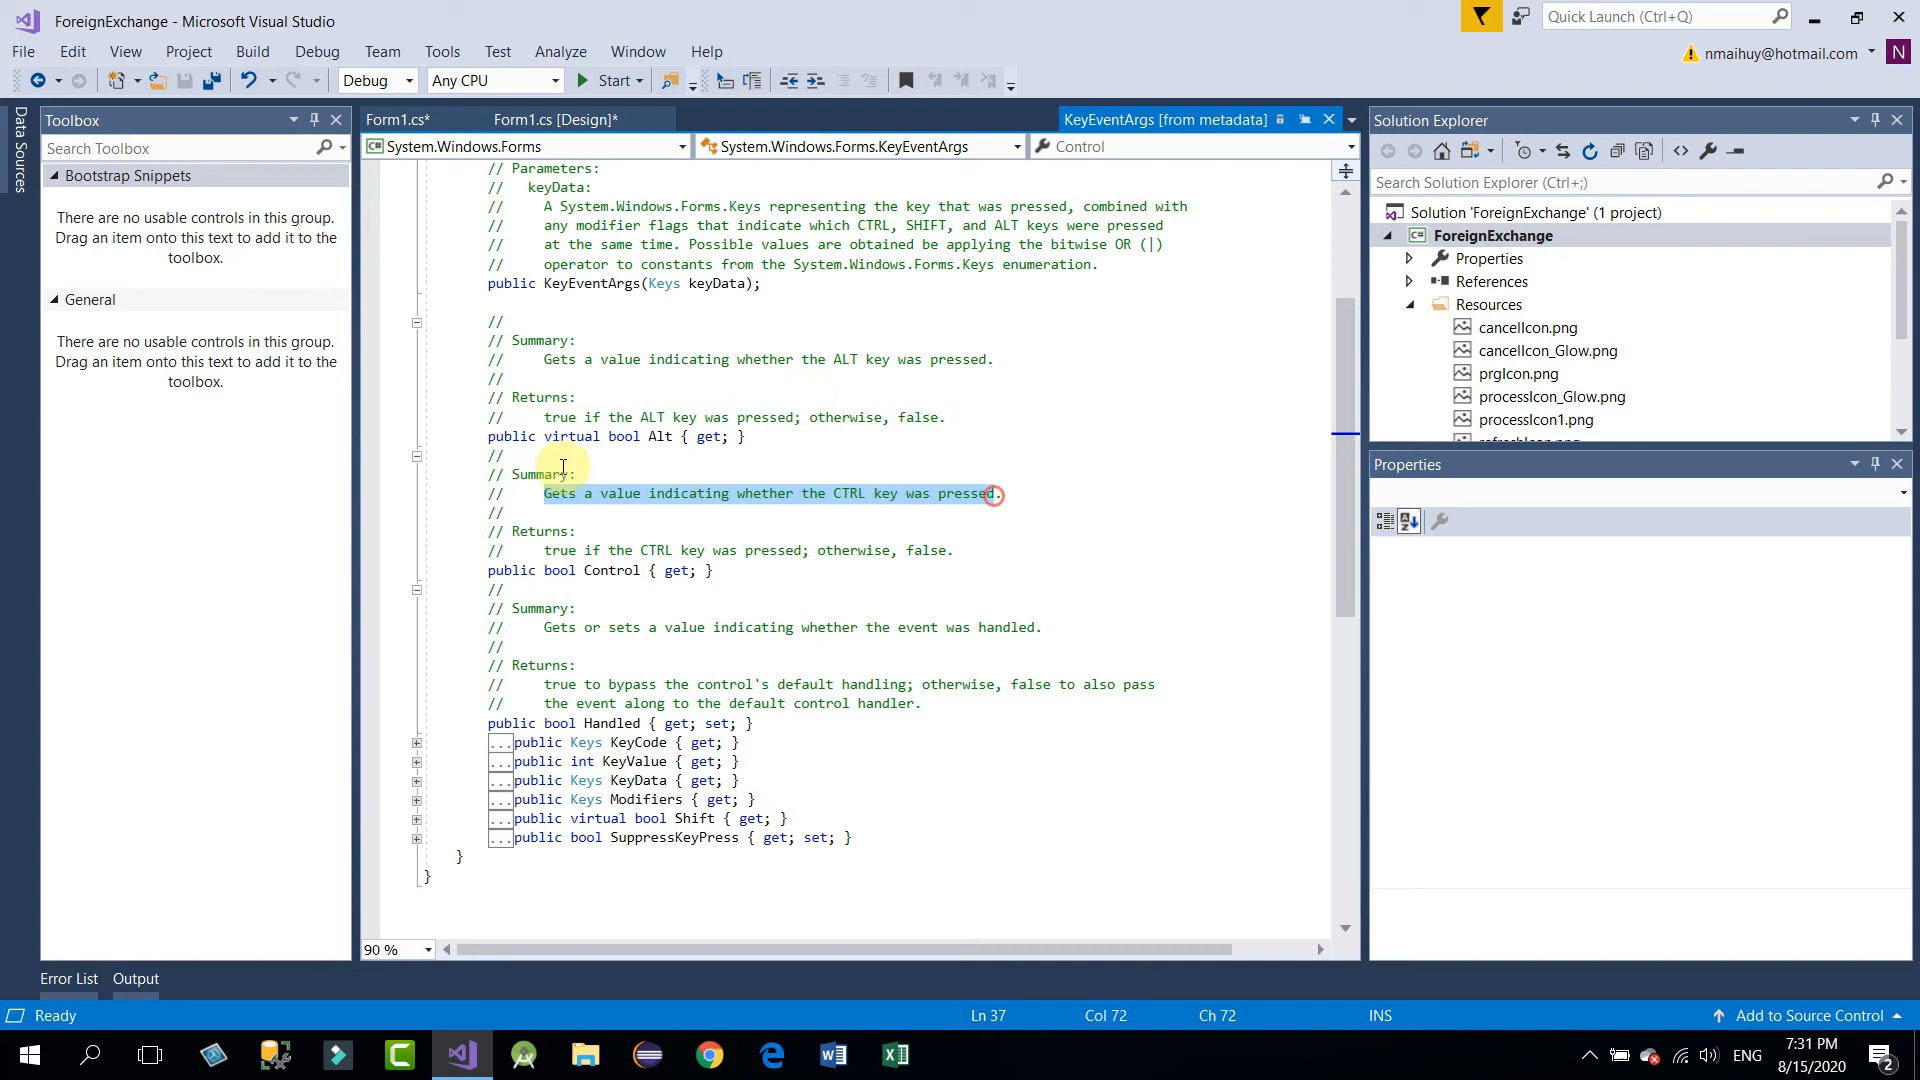 ForeignExchange - Microsoft Visual Studio
Quick Launch (Ctrl+Q)
File Edit View Project Build Debug Team Tools Test Analyze Window Help
nmaihuy@hotmail.com
N
Debug
Any CPU
Start
Data Sources
Toolbox
Search Toolbox
Bootstrap Snippets
There are no usable controls in this group.
Drag an item onto this text to add it to the
toolbox.
General
There are no usable controls in this group.
Drag an item onto this text to add it to the
toolbox.
Form1.cs*
Form1.cs [Design]*
KeyEventArgs [from metadata]
C# System.Windows.Forms
System.Windows.Forms.KeyEventArgs
Control
// Parameters:
//   keyData:
//     A System.Windows.Forms.Keys representing the key that was pressed, combined with
//     any modifier flags that indicate which CTRL, SHIFT, and ALT keys were pressed
//     at the same time. Possible values are obtained be applying the bitwise OR (|)
//     operator to constants from the System.Windows.Forms.Keys enumeration.
public KeyEventArgs(Keys keyData);
//
// Summary:
//     Gets a value indicating whether the ALT key was pressed.
//
// Returns:
//     true if the ALT key was pressed; otherwise, false.
public virtual bool Alt { get; }
//
// Summary:
//     Gets a value indicating whether the CTRL key was pressed.
//
// Returns:
//     true if the CTRL key was pressed; otherwise, false.
public bool Control { get; }
//
// Summary:
//     Gets or sets a value indicating whether the event was handled.
//
// Returns:
//     true to bypass the control's default handling; otherwise, false to also pass
//     the event along to the default control handler.
public bool Handled { get; set; }
...public Keys KeyCode { get; }
...public int KeyValue { get; }
...public Keys KeyData { get; }
...public Keys Modifiers { get; }
...public virtual bool Shift { get; }
...public bool SuppressKeyPress { get; set; }
}
}
90 %
Solution Explorer
Search Solution Explorer (Ctrl+;)
Solution 'ForeignExchange' (1 project)
C# ForeignExchange
Properties
References
Resources
cancelIcon.png
cancelIcon_Glow.png
prgIcon.png
processIcon_Glow.png
processIcon1.png
Properties
Error List
Output
Ready
Ln 37
Col 72
Ch 72
INS
Add to Source Control
ENG
7:31 PM
8/15/2020
2